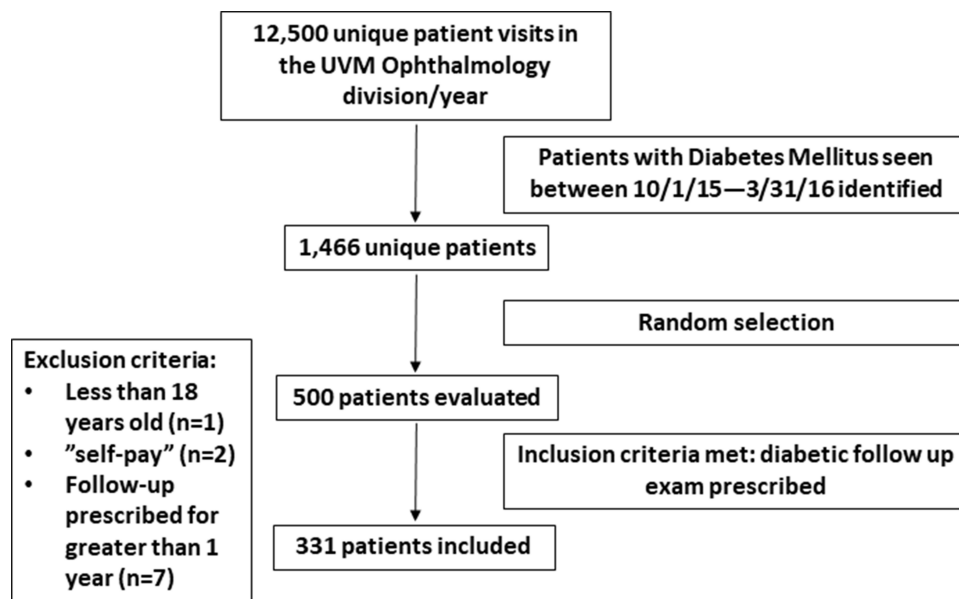 12,500 unique patient visits in
the UVM Ophthalmology
division/year
Patients with Diabetes Mellitus seen
between 10/1/15—3/31/16 identified
1,466 unique patients
Random selection
Exclusion criteria:
• Less than 18
years old (n=1)
• ”self-pay” (n=2)
• Follow-up
prescribed for
greater than 1
year (n=7)
500 patients evaluated
Inclusion criteria met: diabetic follow up
exam prescribed
331 patients included